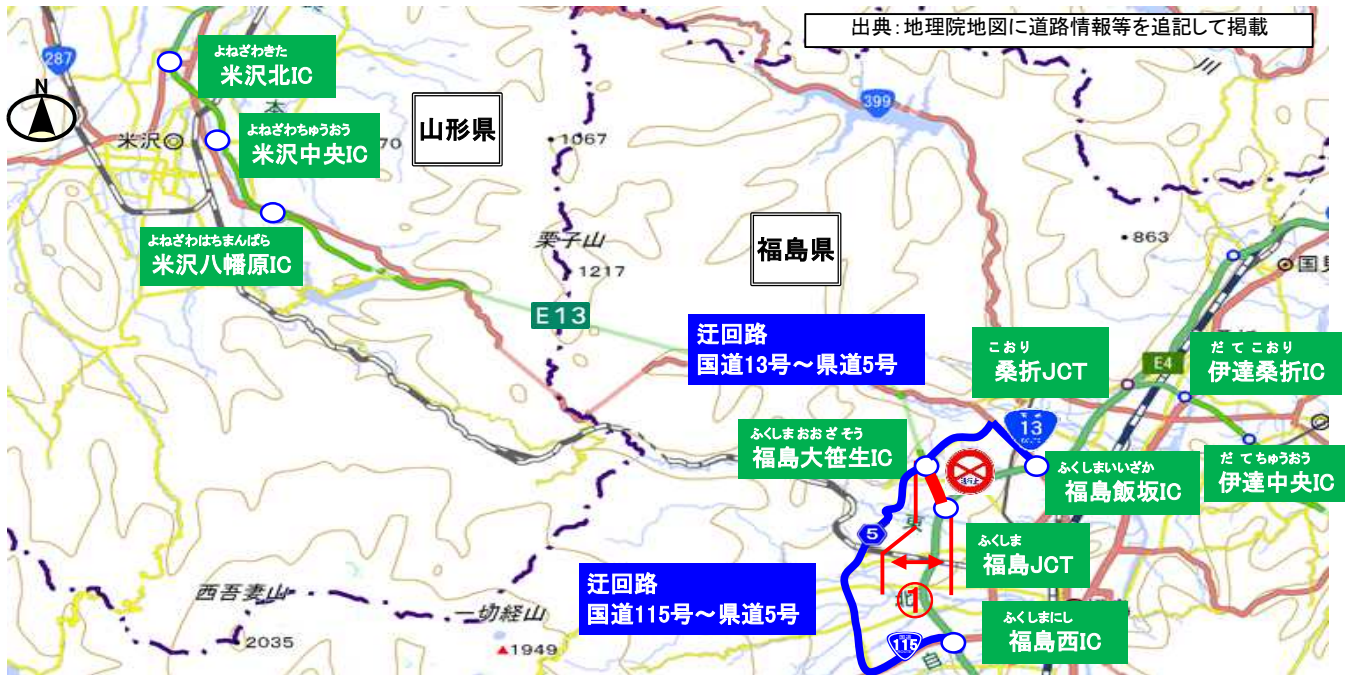 出典：地理院地図に道路情報等を追記して掲載
287
よねざわきた
米沢北IC
N
399
よねざわちゅうおう
米沢中央IC
山形県
1067
米沢
本
70
863
よねざわはちまんぱら
米沢八幡原IC
栗子山
1217
福島県
国見
E13
迂回路
国道13号～県道5号
こおり
桑折JCT
E4
だてこおり
伊達桑折IC
13
ふくしまおおざそう
福島大笹生IC
ふくしまいいざか
福島飯坂IC
だてちゅうおう
伊達中央IC
5
東
ふくしま
福島JCT
迂回路
国道115号～県道5号
①
北
西吾妻山
2035
一切経山
1949
115
自
ふくしまにし
福島西IC